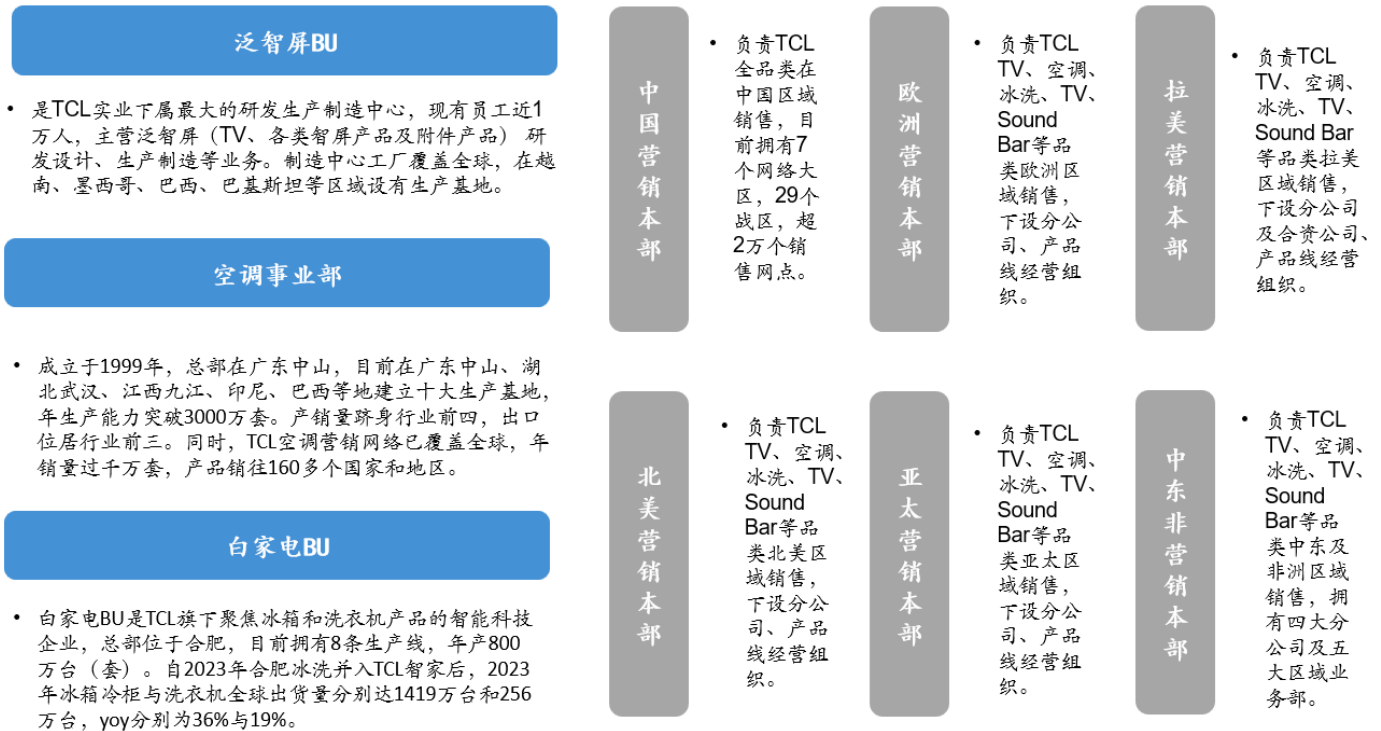 泛智屏BU
• 是TCL实业下属最大的研发生产制造中心，现有员工近1
万人，主营泛智屏（TV、各类智屏产品及附件产品） 研
发设计、生产制造等业务。制造中心工厂覆盖全球，在越
南、墨西哥、巴西、巴基斯坦等区域设有生产基地。
空调事业部
• 成立于1999年，总部在广东中山，目前在广东中山、湖
北武汉、江西九江、印尼、巴西等地建立十大生产基地，
年生产能力突破3000万套。产销量跻身行业前四，出口
位居行业前三。同时，TCL空调营销网络已覆盖全球，年
销量过千万套，产品销往160多个国家和地区。
白家电BU
• 白家电BU是TCL旗下聚焦冰箱和洗衣机产品的智能科技
企业，总部位于合肥，目前拥有8条生产线，年产800
万台（套）。自2023年合肥冰洗并入TCL智家后，2023
年冰箱冷柜与洗衣机全球出货量分别达1419万台和256
万台，yoy分别为36%与19%。
中国营销本部
• 负责TCL
全品类在
中国区域
销售，目
前拥有7
个网络大
区，29个
战区，超
2万个销
售网点。
欧洲营销本部
• 负责TCL
TV、空调、
冰洗、TV、
Sound
Bar等品
类欧洲区
域销售，
下设分公
司、产品
线经营组
织。
拉美营销本部
• 负责TCL
TV、空调、
冰洗、TV、
Sound Bar
等品类拉美
区域销售，
下设分公司
及合资公司、
产品线经营
组织。
北美营销本部
• 负责TCL
TV、空调、
冰洗、TV、
Sound
Bar等品
类北美区
域销售，
下设分公
司、产品
线经营组
织。
亚太营销本部
• 负责TCL
TV、空调、
冰洗、TV、
Sound
Bar等品
类亚太区
域销售，
下设分公
司、产品
线经营组
织。
中东非营销本部
• 负责TCL
TV、空调、
冰洗、TV、
Sound
Bar等品
类中东及
非洲区域
销售，拥
有四大分
公司及五
大区域业
务部。